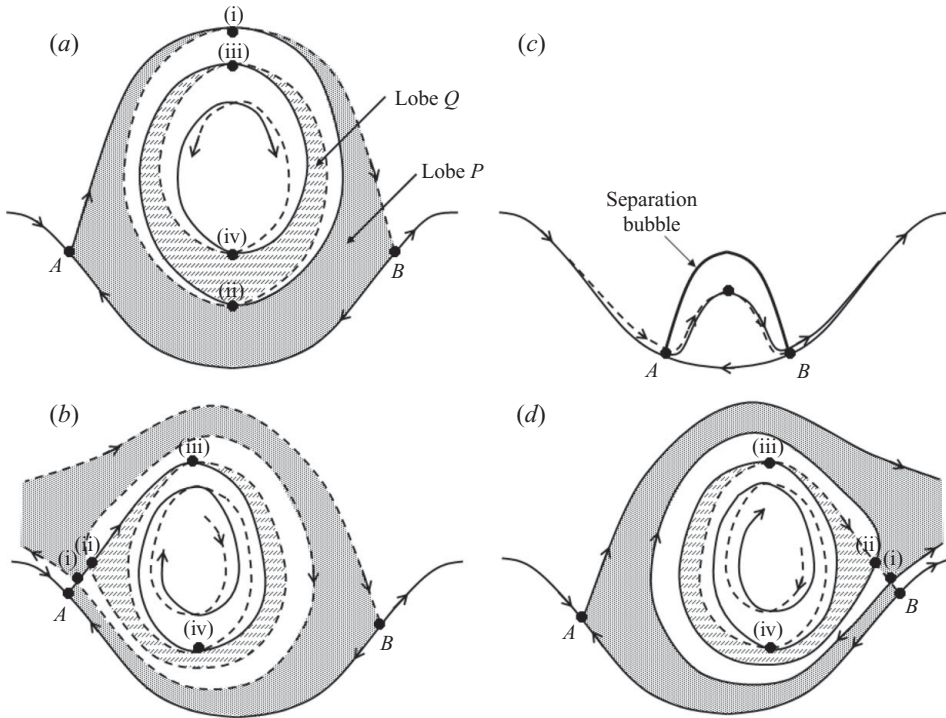 (a)
(i)
(iii)
Lobe Q
Lobe P
(iv)
(ii)
A
B
(c)
Separation
bubble
A
B
(b)
(iii)
(i)
(ii)
(iv)
A
B
(d)
(iii)
(ii)
(i)
(iv)
A
B